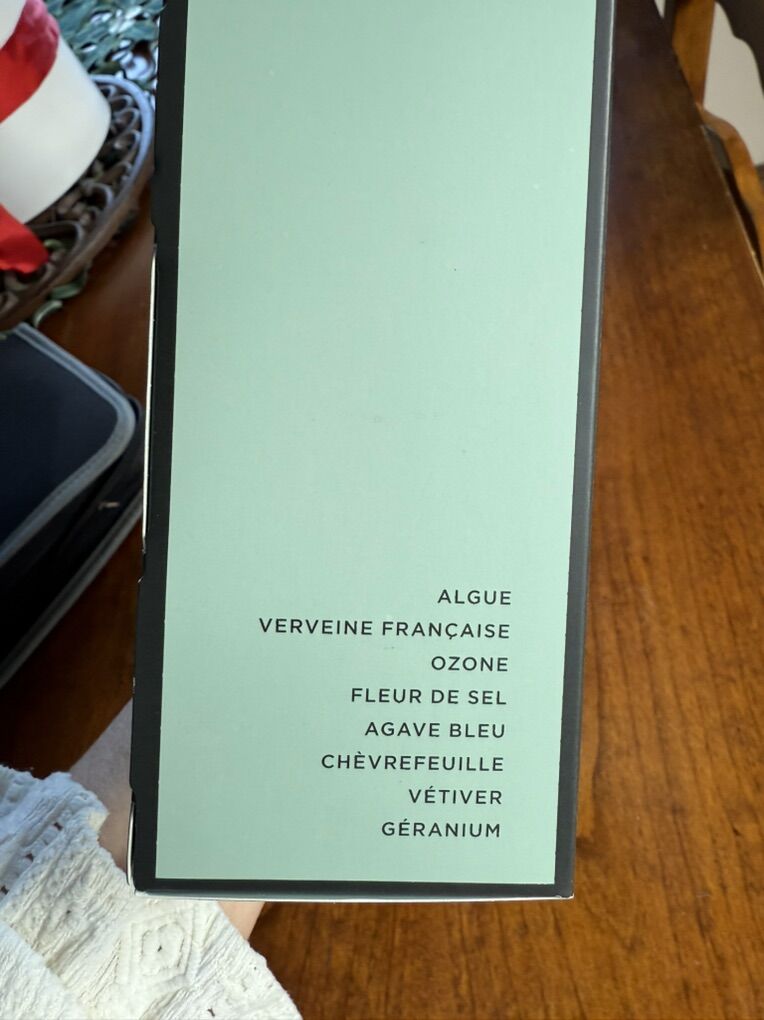 ALGUE
VERVEINE FRANÇAISE
OZONE
FLEUR DE SEL
AGAVE BLEU
CHÈVREFEUILLE
VÉTIVER
GÉRANIUM